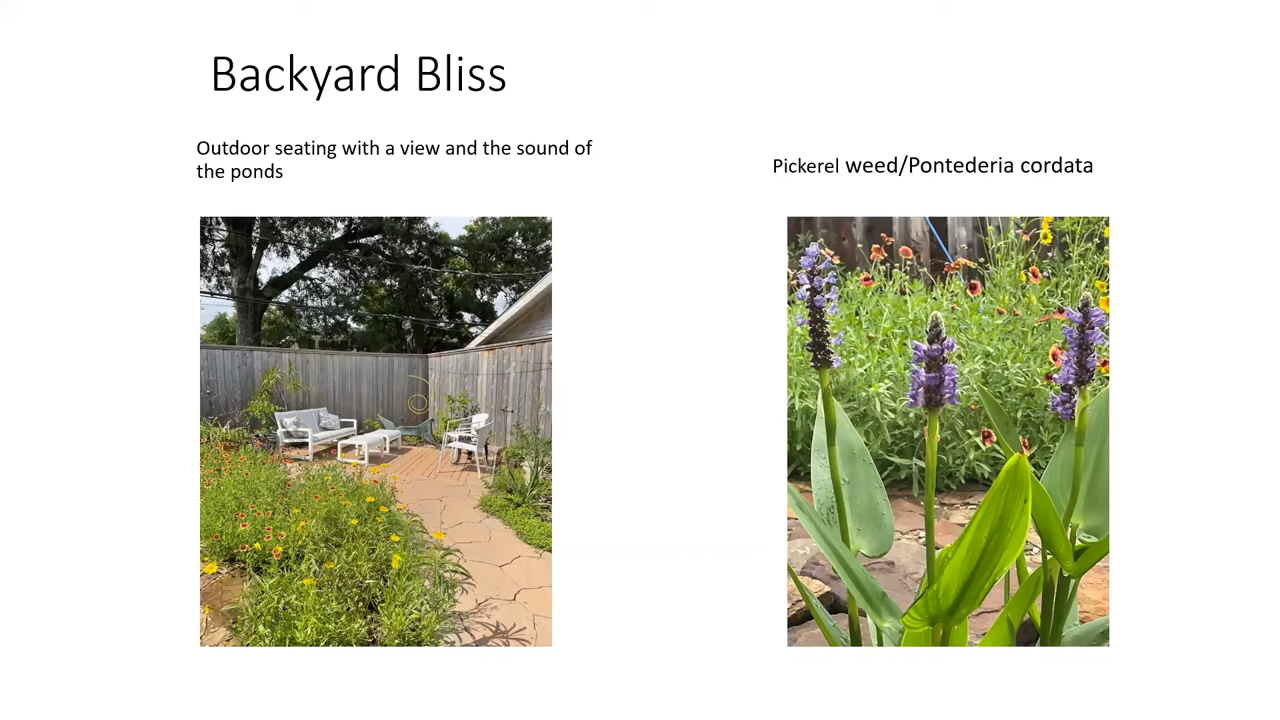 Backyard Bliss
Outdoor seating with a view and the sound of
the ponds
Pickerel weed/Pontederia cordata